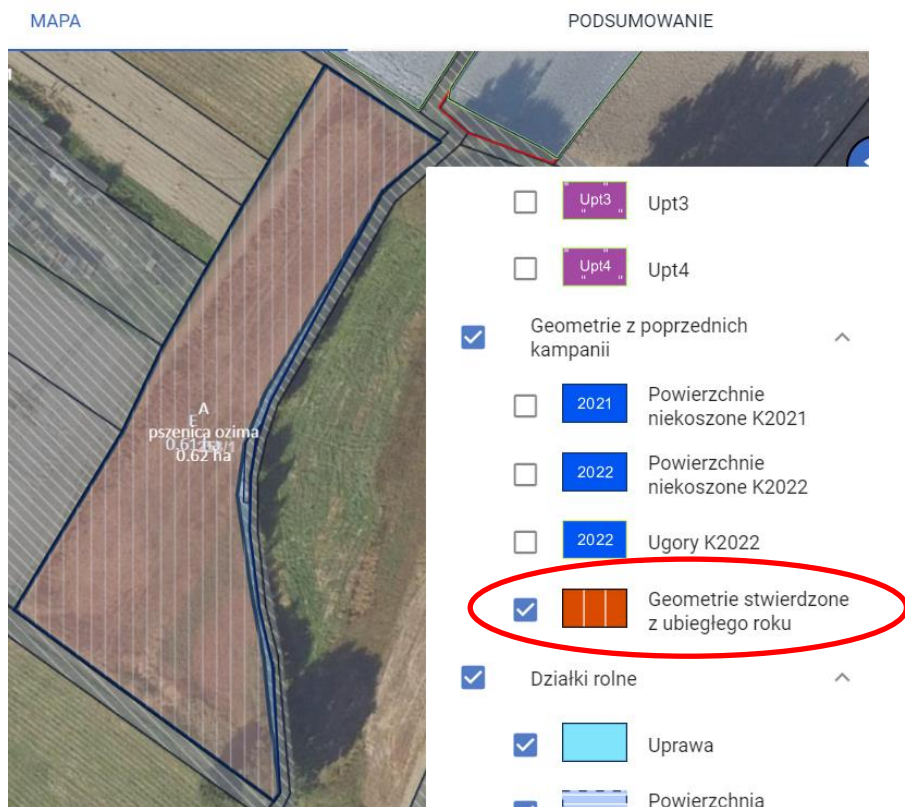 MAPA
PODSUMOWANIE
Upt3
Upt3
Upt4
Upt4
Geometrie z poprzednich
kampanii
2021
Powierzchnie
niekoszone K2021
2022
Powierzchnie
niekoszone K2022
2022
Ugory K2022
Geometrie stwierdzone
z ubiegłego roku
Działki rolne
Uprawa
Powierzchnia
A
E
pszenica ozima
0.62 ha